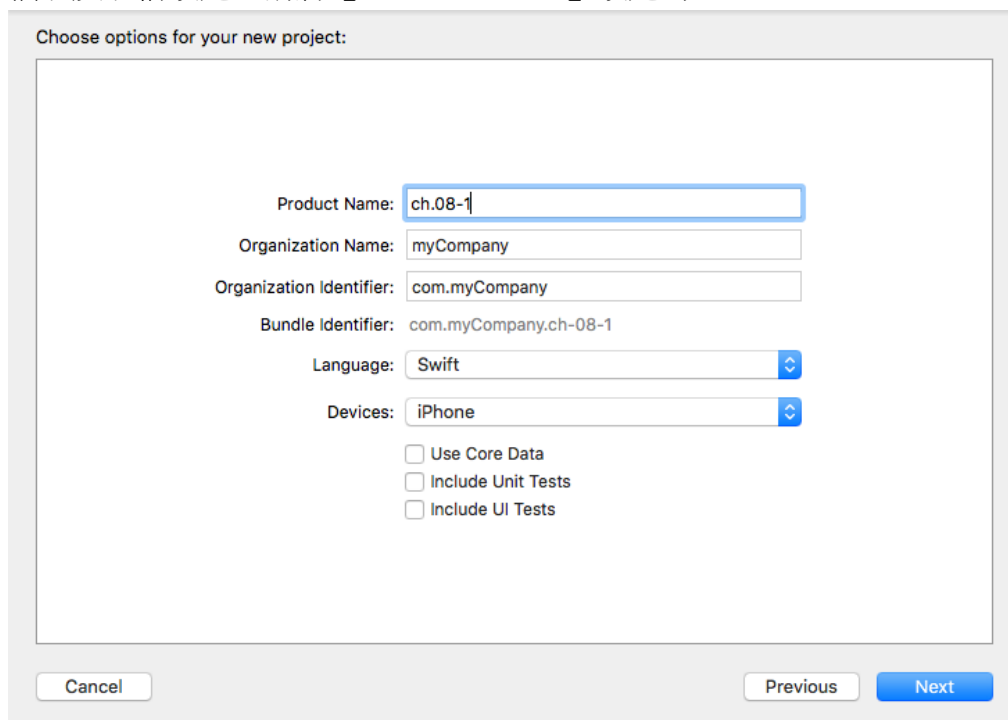 Choose options for your new project:
Product Name: ch.08-1
Organization Name: myCompany
Organization Identifier: com.myCompany
Bundle Identifier: com.myCompany.ch-08-1
Language: Swift
Devices: iPhone
Use Core Data
Include Unit Tests
Include UI Tests
Cancel Previous Next